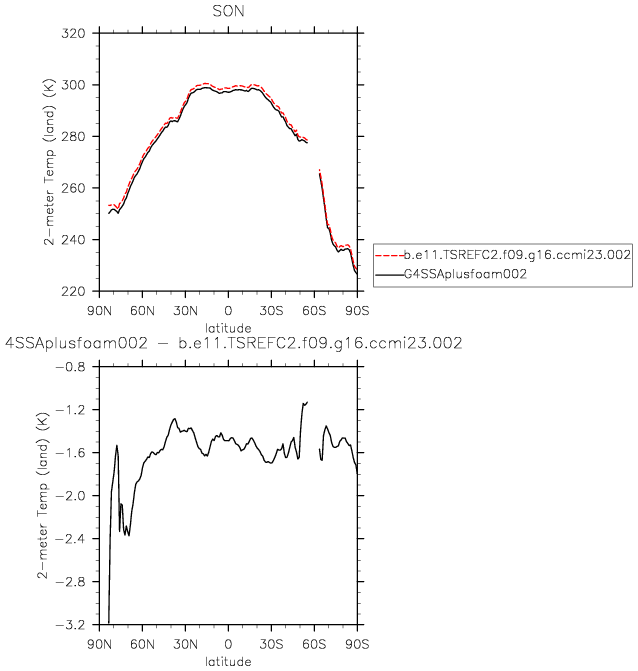 SON
320
300
280
260
240
220
2-meter Temp (land) (K)
90N 60N 30N 0 30S 60S 90S
latitude
b.e11.TSREFC2.f09.g16.ccmi23.002
G4SSAplusfoam002
4SSAplusfoam002 - b.e11.TSREFC2.f09.g16.ccmi23.002
-0.8
-1.2
-1.6
-2.0
-2.4
-2.8
-3.2
2-meter Temp (land) (K)
90N 60N 30N 0 30S 60S 90S
latitude